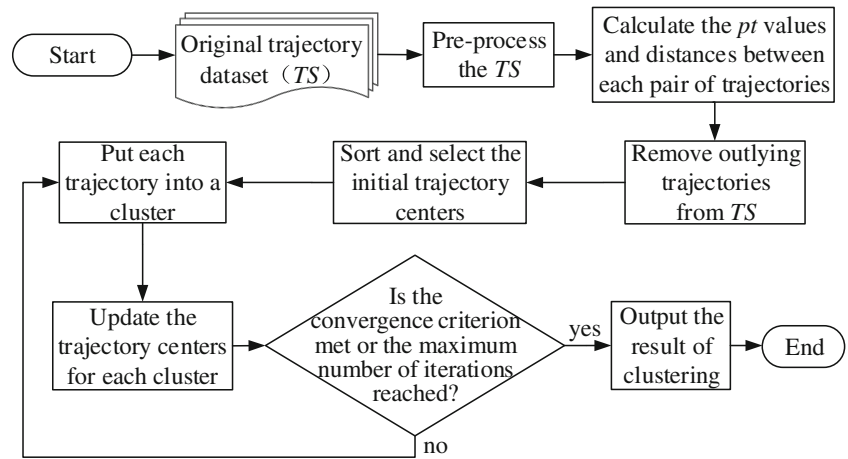 Start
Original trajectory
dataset（TS）
Pre-process
the TS
Calculate the pt values
and distances between
each pair of trajectories
Remove outlying
trajectories
from TS
Sort and select the
initial trajectory
centers
Put each
trajectory into a
cluster
Update the
trajectory centers
for each cluster
Is the
convergence criterion
met or the maximum
number of iterations
reached?
yes
no
Output the
result of
clustering
End